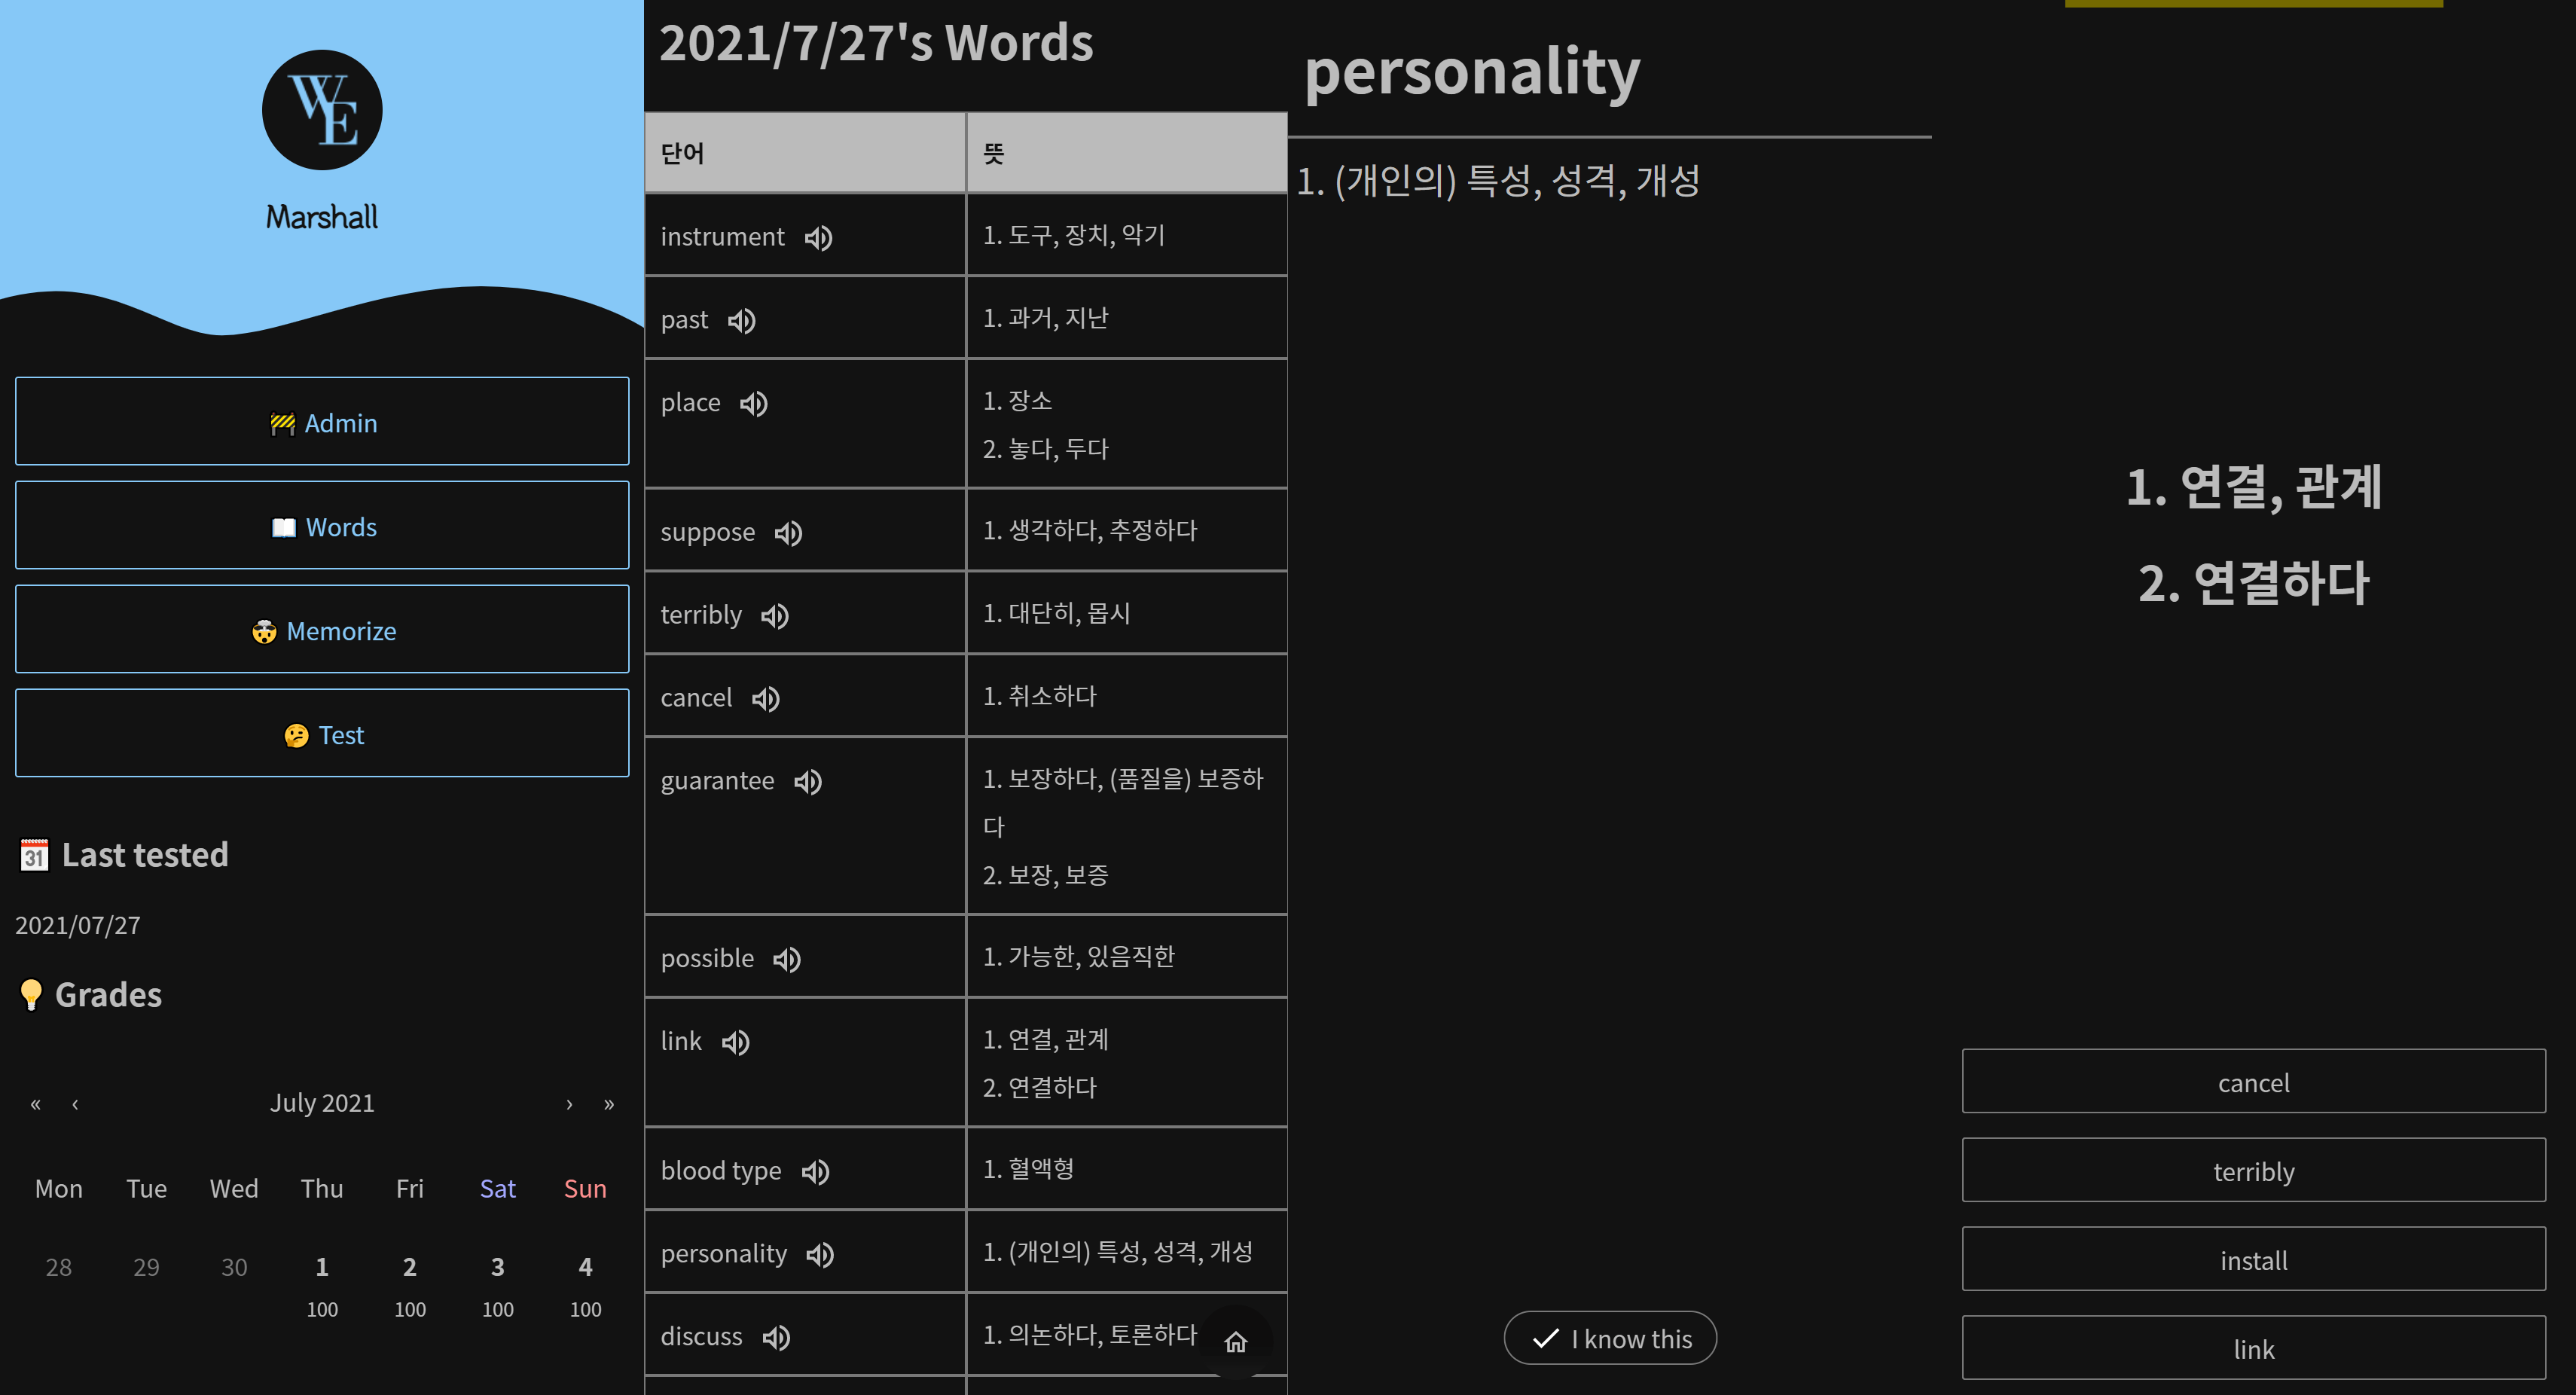 WE
Marshall
🚧 Admin
📖 Words
🤯 Memorize
🤔 Test
31 Last tested
2021/07/27
💡 Grades
« ‹ July 2021 › »
Mon Tue Wed Thu Fri Sat Sun
28 29 30 1 2 3 4
100 100 100 100
2021/7/27's Words
단어 뜻
instrument 1. 도구, 장치, 악기
past 1. 과거, 지난
place 1. 장소
2. 놓다, 두다
suppose 1. 생각하다, 추정하다
terribly 1. 대단히, 몹시
cancel 1. 취소하다
guarantee 1. 보장하다, (품질을) 보증하
다
2. 보장, 보증
possible 1. 가능한, 있음직한
link 1. 연결, 관계
2. 연결하다
blood type 1. 혈액형
personality 1. (개인의) 특성, 성격, 개성
discuss 1. 의논하다, 토론하다
personality
1. (개인의) 특성, 성격, 개성
I know this
1. 연결, 관계
2. 연결하다
cancel
terribly
install
link